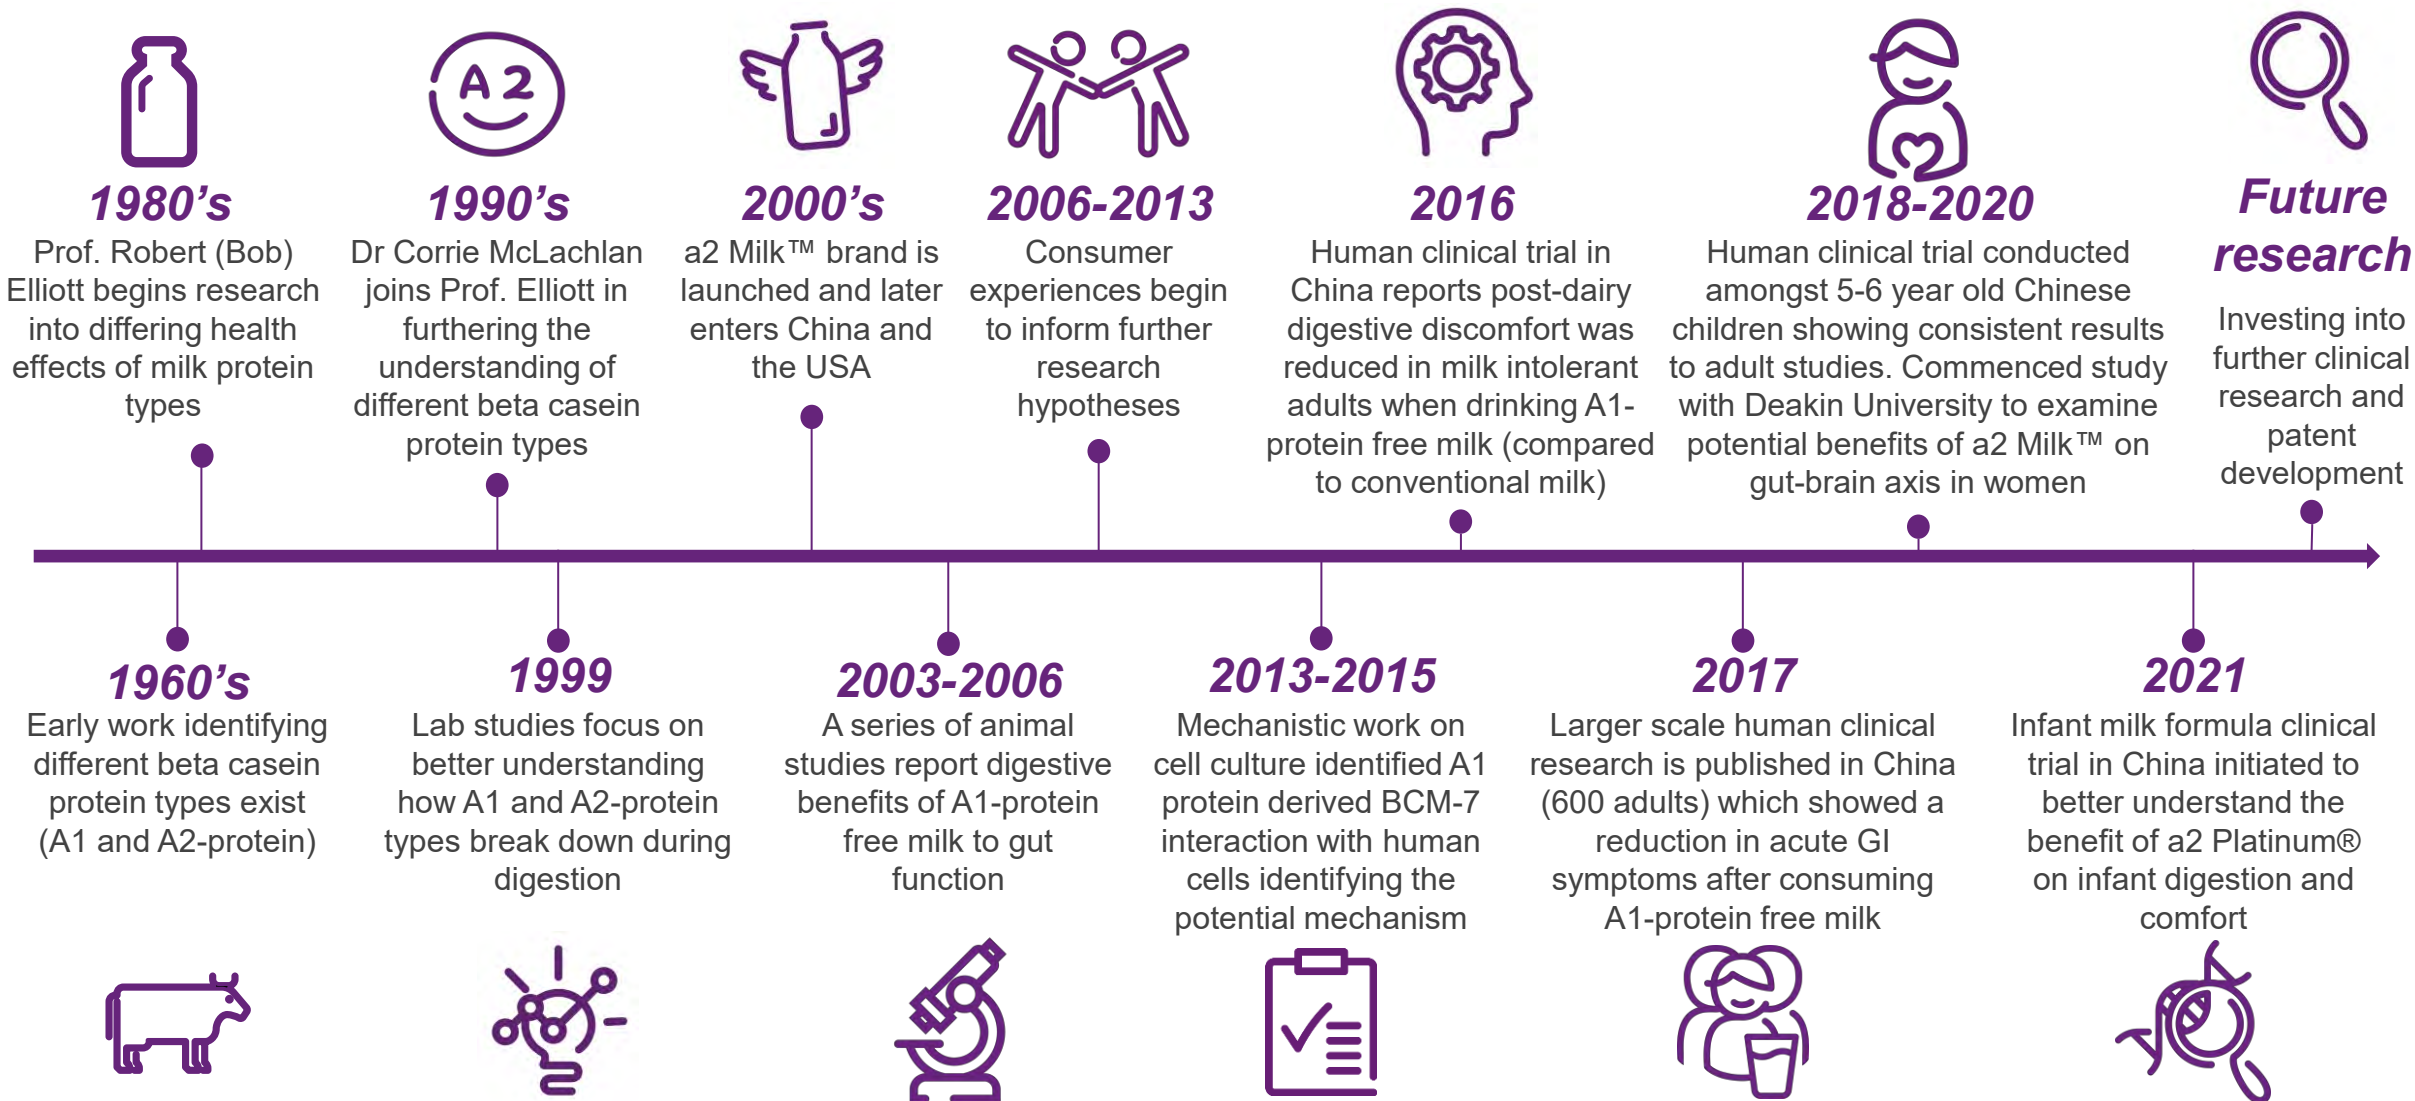 A2
1980’s
Prof. Robert (Bob)
Elliott begins research
into differing health
effects of milk protein
types
1990’s
Dr Corrie McLachlan
joins Prof. Elliott in
furthering the
understanding of
different beta casein
protein types
2000’s
a2 Milk™ brand is
launched and later
enters China and
the USA
2006-2013
Consumer
experiences begin
to inform further
research
hypotheses
2016
Human clinical trial in
China reports post-dairy
digestive discomfort was
reduced in milk intolerant
adults when drinking A1-
protein free milk (compared
to conventional milk)
2018-2020
Human clinical trial conducted
amongst 5-6 year old Chinese
children showing consistent results
to adult studies. Commenced study
with Deakin University to examine
potential benefits of a2 Milk™ on
gut-brain axis in women
Future
research
Investing into
further clinical
research and
patent
development
1960’s
Early work identifying
different beta casein
protein types exist
(A1 and A2-protein)
1999
Lab studies focus on
better understanding
how A1 and A2-protein
types break down during
digestion
2003-2006
A series of animal
studies report digestive
benefits of A1-protein
free milk to gut
function
2013-2015
Mechanistic work on
cell culture identified A1
protein derived BCM-7
interaction with human
cells identifying the
potential mechanism
2017
Larger scale human clinical
research is published in China
(600 adults) which showed a
reduction in acute GI
symptoms after consuming
A1-protein free milk
2021
Infant milk formula clinical
trial in China initiated to
better understand the
benefit of a2 Platinum®
on infant digestion and
comfort